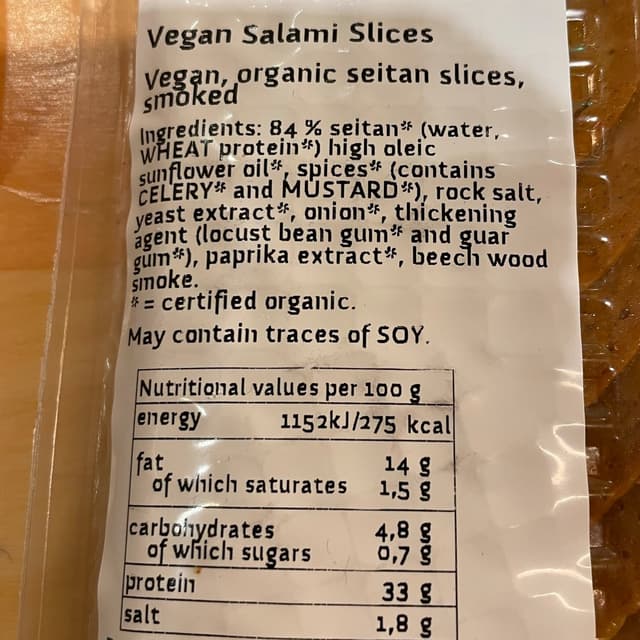 Vegan Salami Slices
Vegan, organic seitan slices,
smoked
Ingredients: 84 % seitan* (water,
WHEAT protein*) high oleic
sunflower oil*, spices* (contains
CELERY* and MUSTARD*), rock salt,
yeast extract*, onion*, thickening
agent (locust bean gum* and guar
gum*), paprika extract*, beech wood
smoke.
* = certified organic.
May contain traces of SOY.
Nutritional values per 100 g
energy 1152kJ/275 kcal
fat 14 g
of which saturates 1,5 g
carbohydrates 4,8 g
of which sugars 0,7 g
protein 33 g
salt 1,8 g